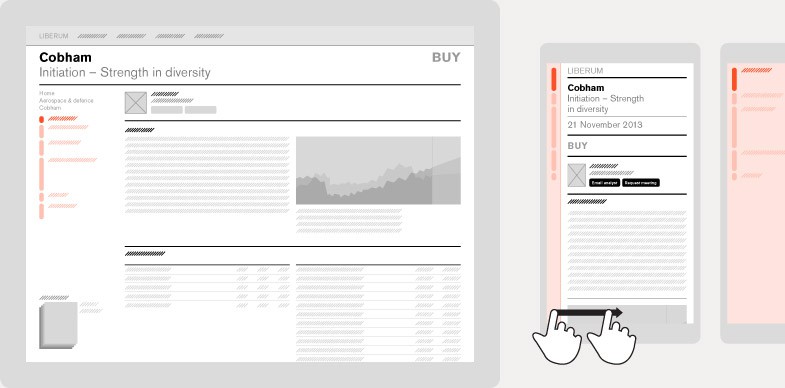 LIBERUM
Cobham
BUY
Initiation – Strength in diversity
Home
Aerospace & defence
Cobham
LIBERUM
Cobham
Initiation – Strength
in diversity
21 November 2013
BUY
Email analyst
Request meeting